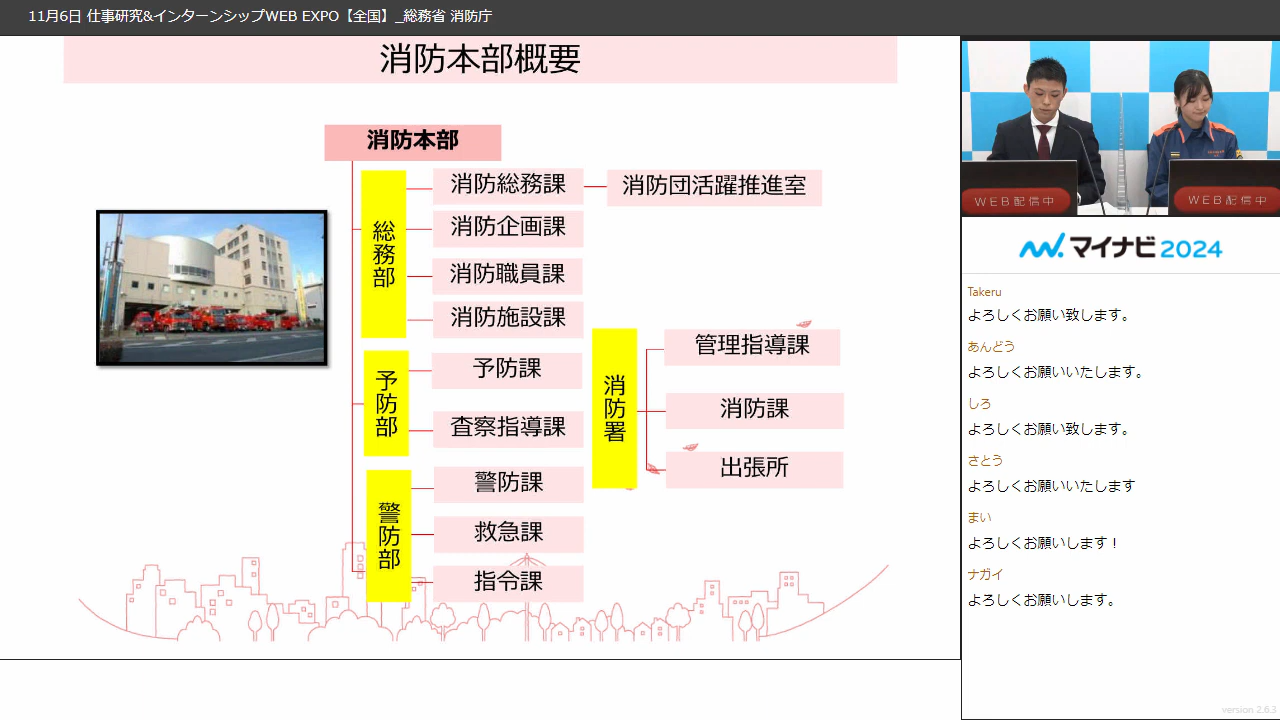 11月6日 仕事研究&インターンシップWEB EXPO【全国】_総務省 消防庁
消防本部概要
消防本部
総務部
消防総務課
消防団活躍推進室
消防企画課
消防職員課
消防施設課
予防部
予防課
査察指導課
警防部
警防課
救急課
指令課
消防署
管理指導課
消防課
出張所
WEB配信中
WEB配信中
マイナビ2024
Takeru
よろしくお願い致します。
あんどう
よろしくお願いいたします。
しろ
よろしくお願い致します。
さとう
よろしくお願いいたします
まい
よろしくお願いします！
ナガイ
よろしくお願いします。
version 2.6.3